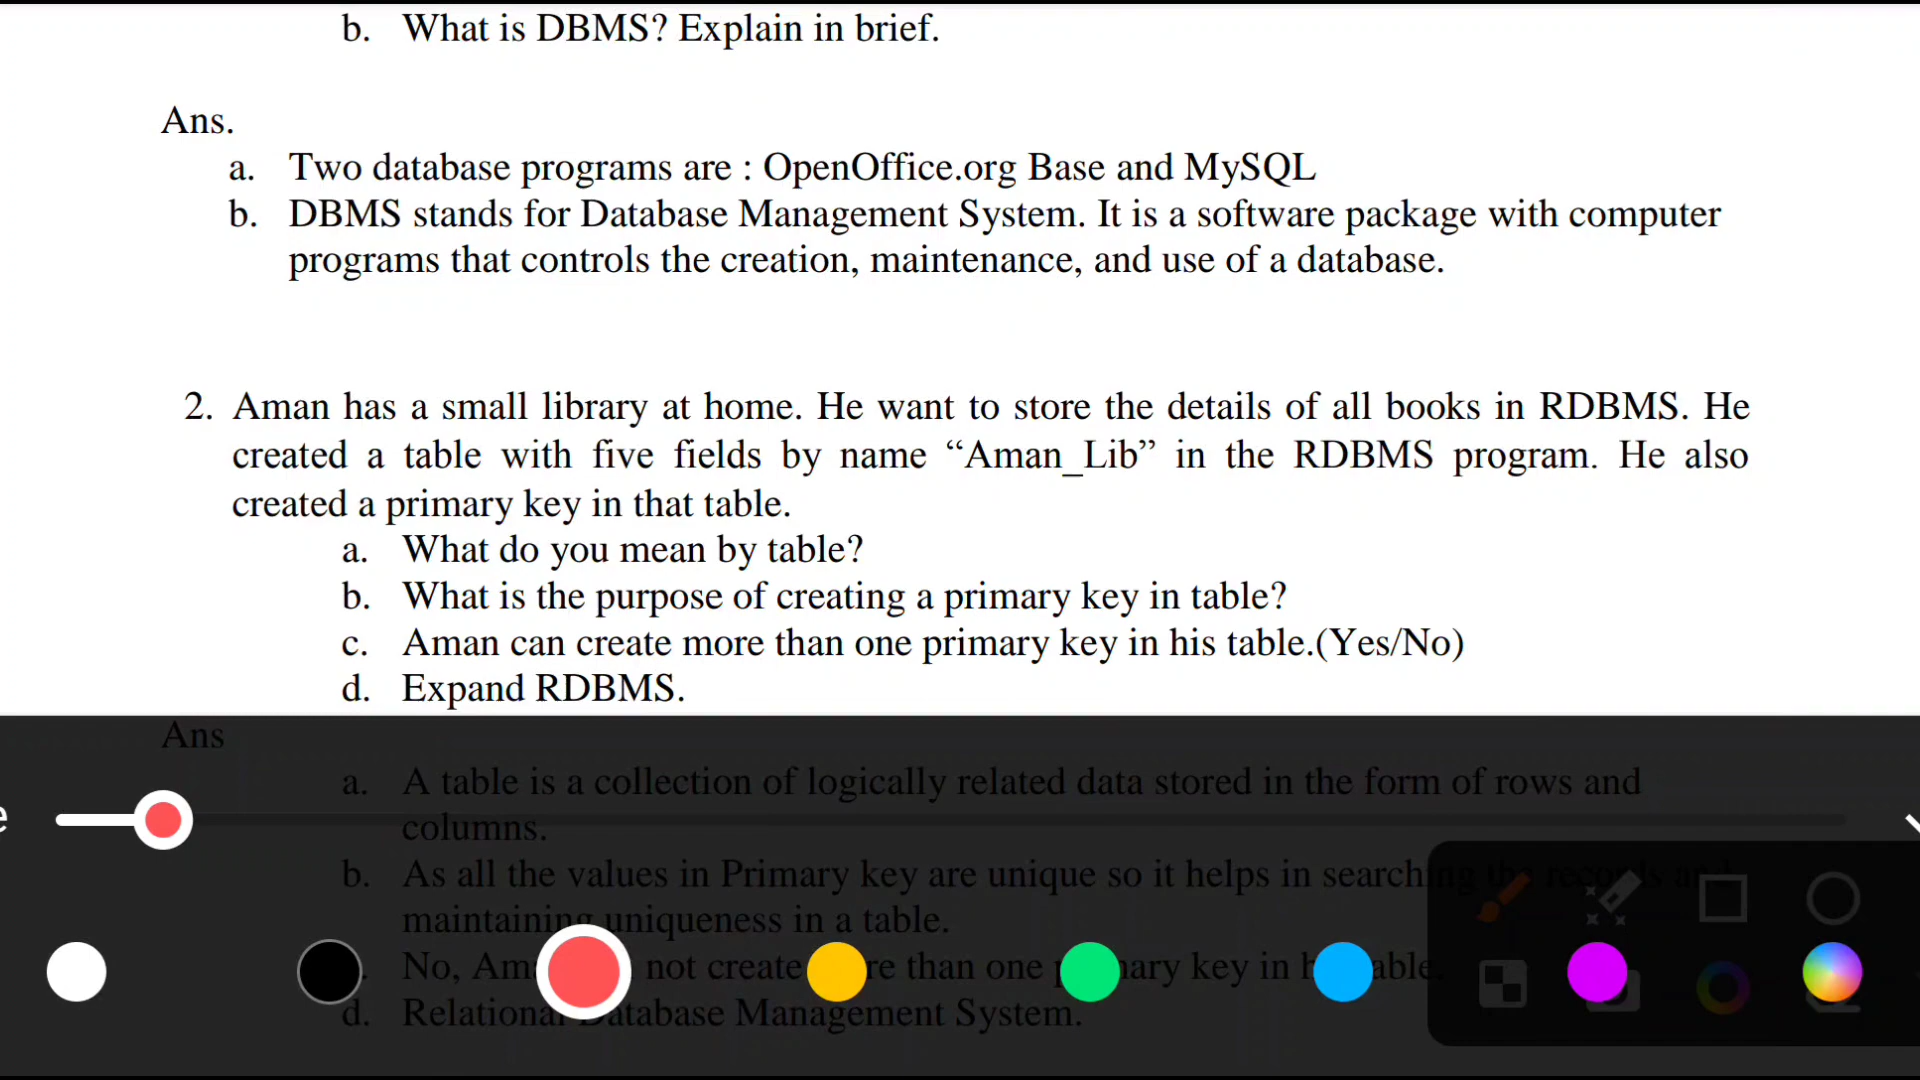 b. What is DBMS? Explain in brief.
Ans.
a. Two database programs are : OpenOffice.org Base and MySQL
b. DBMS stands for Database Management System. It is a software package with computer
programs that controls the creation, maintenance, and use of a database.
2. Aman has a small library at home. He want to store the details of all books in RDBMS. He
created a table with five fields by name “Aman_Lib” in the RDBMS program. He also
created a primary key in that table.
a. What do you mean by table?
b. What is the purpose of creating a primary key in table?
c. Aman can create more than one primary key in his table.(Yes/No)
d. Expand RDBMS.
Ans
a. A table is a collection of logically related data stored in the form of rows and
columns.
b. As all the values in Primary key are unique so it helps in searching the records and
maintaining uniqueness in a table.
No, not create than one key in
d. Relational Database Management System.